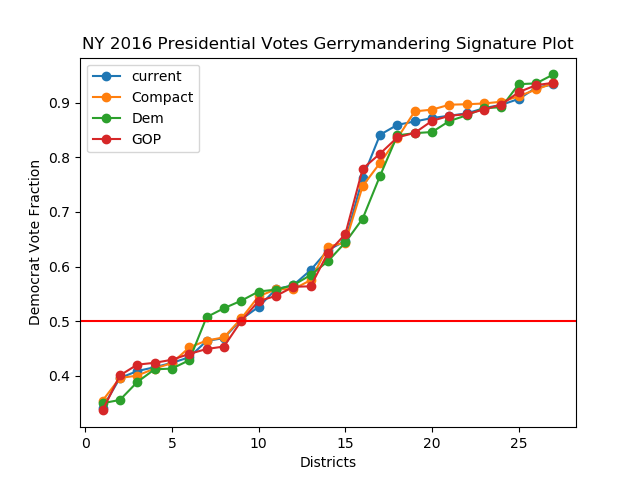 NY 2016 Presidential Votes Gerrymandering Signature Plot
current
Compact
Dem
GOP
Democrat Vote Fraction
0.9
0.8
0.7
0.6
0.5
0.4
0 5 10 15 20 25
Districts